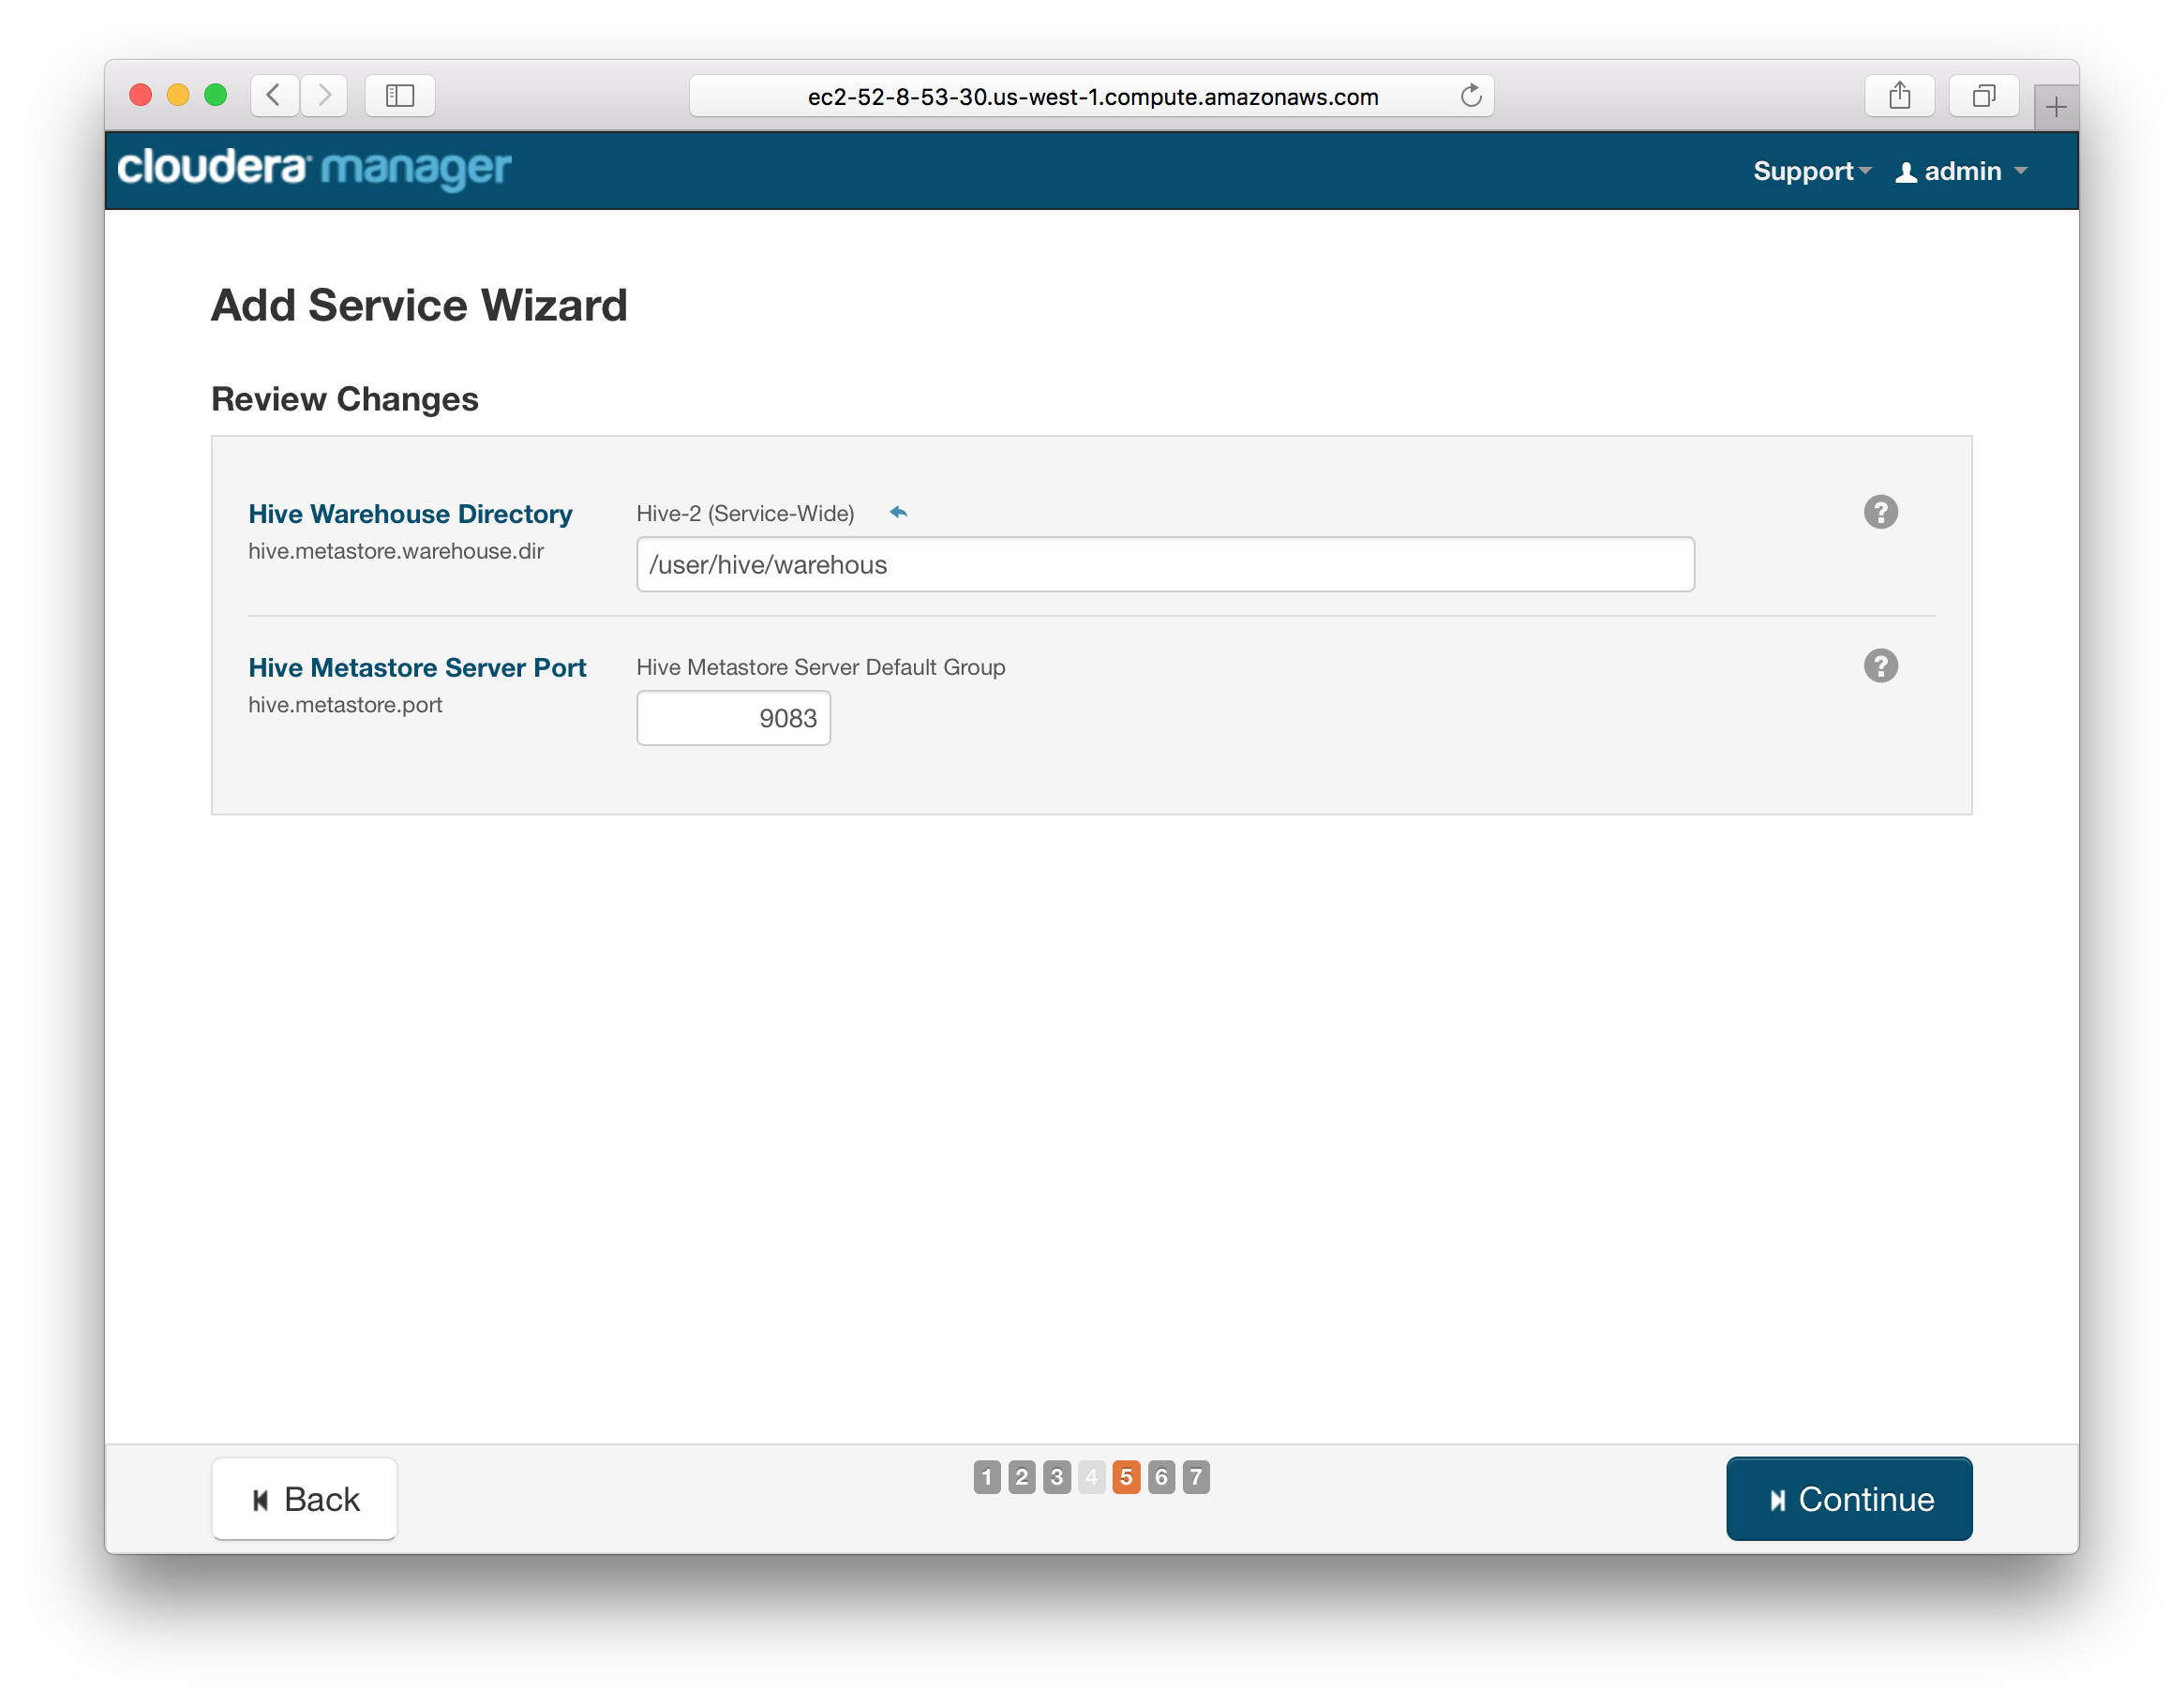 ec2-52-8-53-30.us-west-1.compute.amazonaws.com
cloudera manager
Support admin
Add Service Wizard
Review Changes
Hive Warehouse Directory
hive.metastore.warehouse.dir
Hive-2 (Service-Wide)
/user/hive/warehous
?
Hive Metastore Server Port
hive.metastore.port
Hive Metastore Server Default Group
9083
?
Back
1 2 3 4 5 6 7
Continue